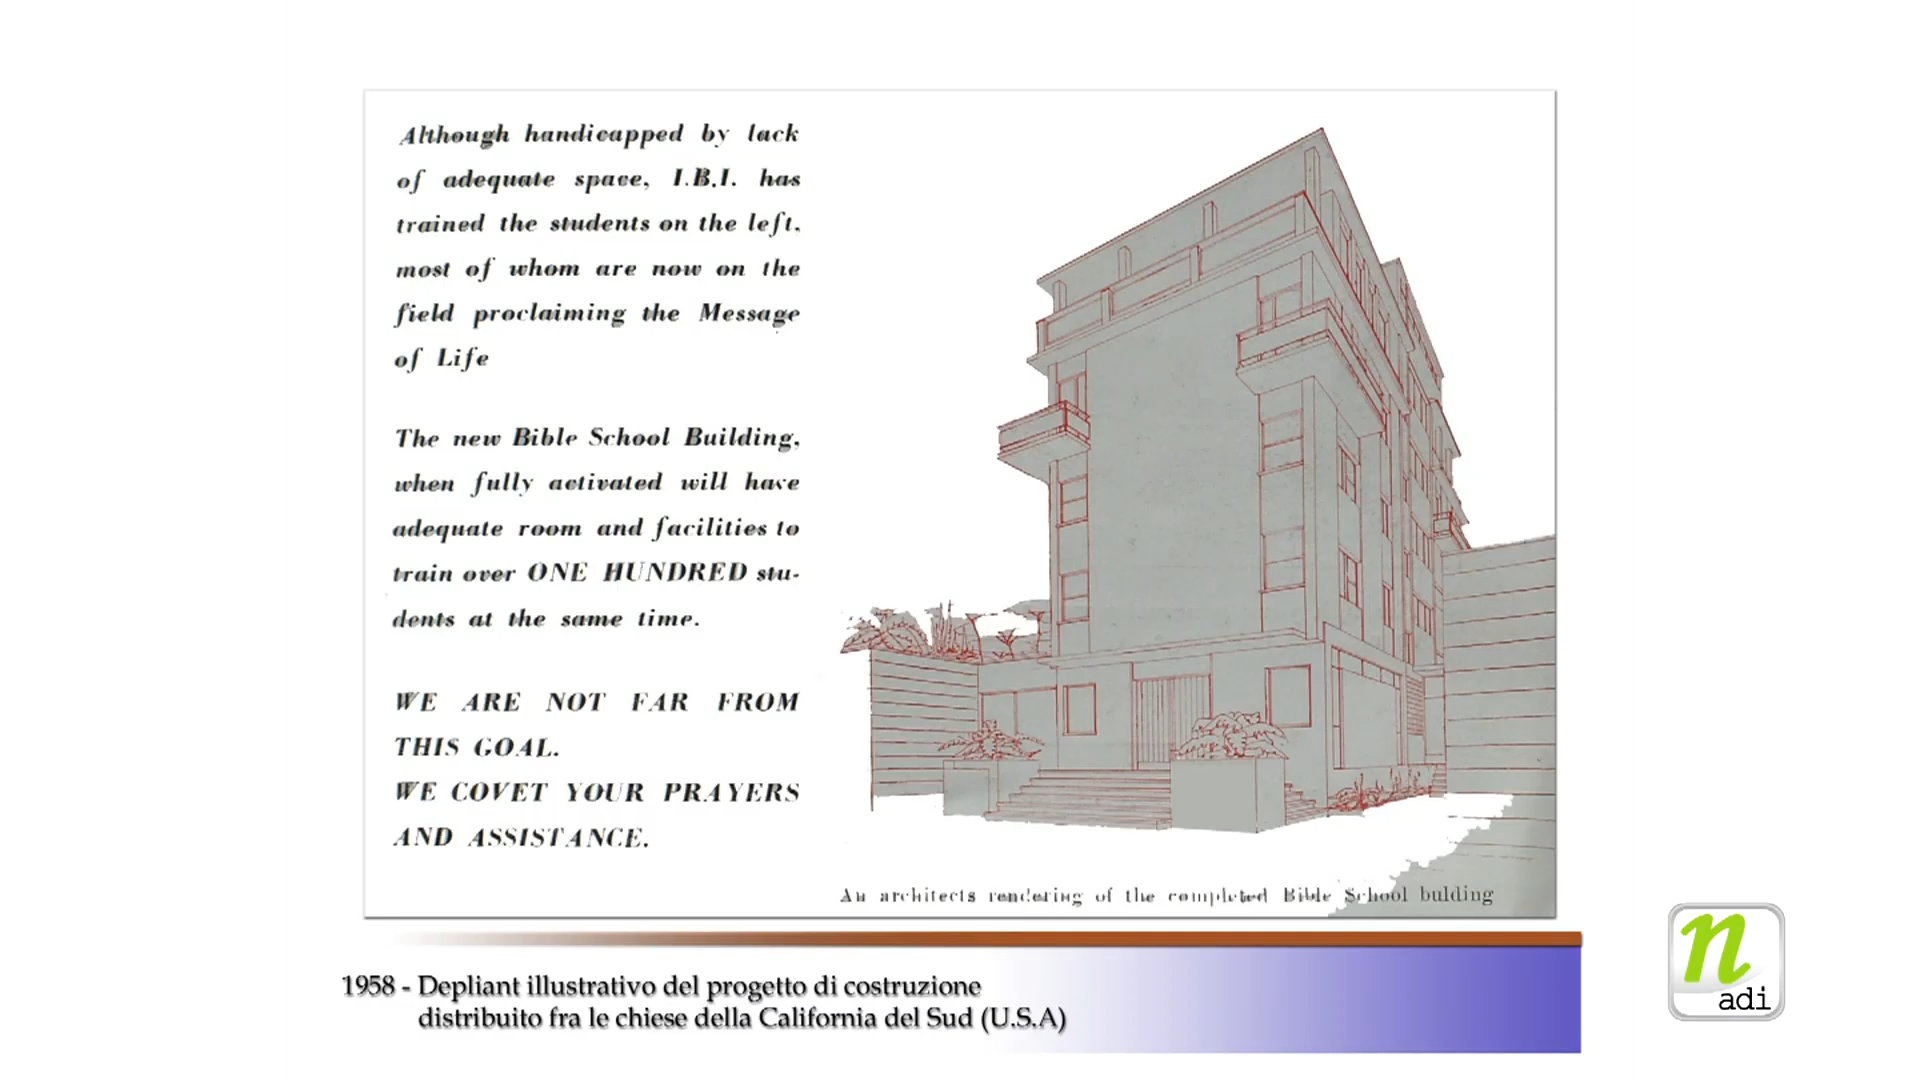 Although handicapped by lack
of adequate space, I.B.I. has
trained the students on the left,
most of whom are now on the
field proclaiming the Message
of Life
The new Bible School Building,
when fully activated will have
adequate room and facilities to
train over ONE HUNDRED stu-
dents at the same time.
WE ARE NOT FAR FROM
THIS GOAL.
WE COVET YOUR PRAYERS
AND ASSISTANCE.
An architects rendering of the completed Bible School bulding
1958 - Depliant illustrativo del progetto di costruzione
distribuito fra le chiese della California del Sud (U.S.A)
n
adi